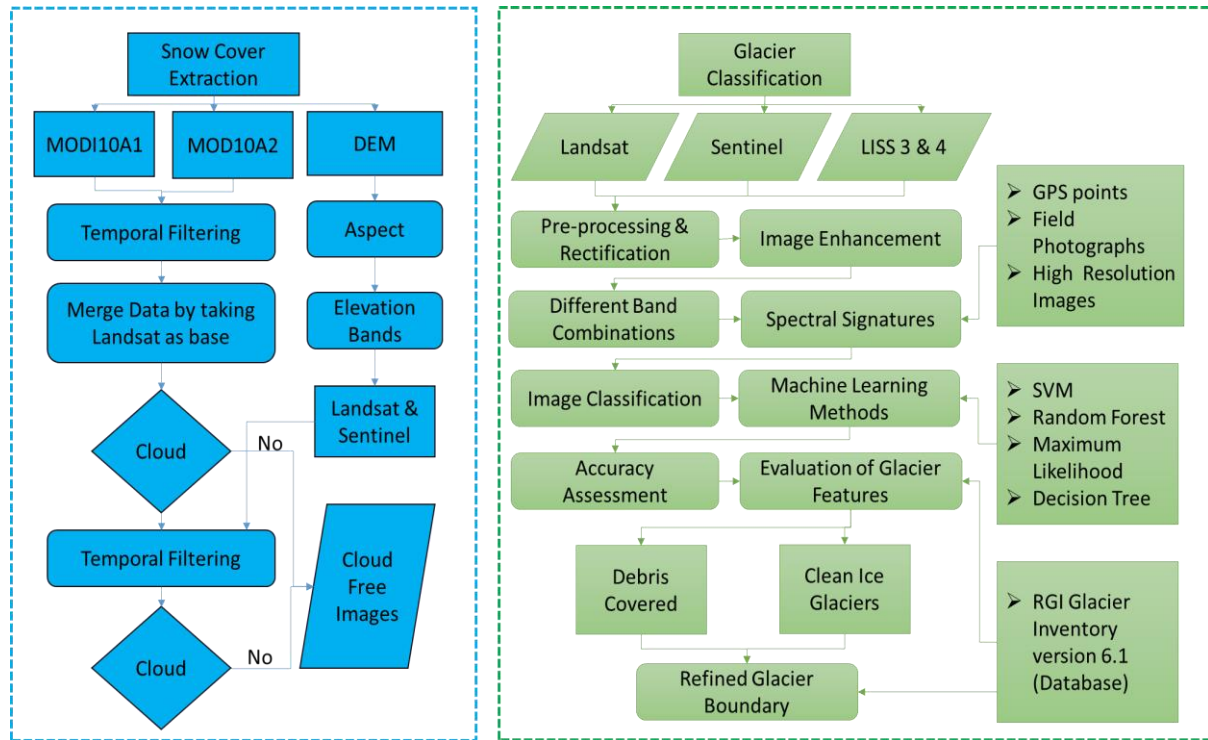 Snow Cover
Extraction
MODI10A1
MOD10A2
DEM
Temporal Filtering
Aspect
Merge Data by taking
Landsat as base
Elevation
Bands
Landsat &
Sentinel
Cloud
No
Temporal Filtering
Cloud
Free
Images
Cloud
No
Glacier
Classification
Landsat
Sentinel
LISS 3 & 4
Pre-processing &
Rectification
Image Enhancement
Different Band
Combinations
Spectral Signatures
Image Classification
Machine Learning
Methods
Accuracy
Assessment
Evaluation of Glacier
Features
Debris
Covered
Clean Ice
Glaciers
Refined Glacier
Boundary
➢ GPS points
➢ Field
Photographs
➢ High Resolution
Images
➢ SVM
➢ Random Forest
➢ Maximum
Likelihood
➢ Decision Tree
➢ RGI Glacier
Inventory
version 6.1
(Database)